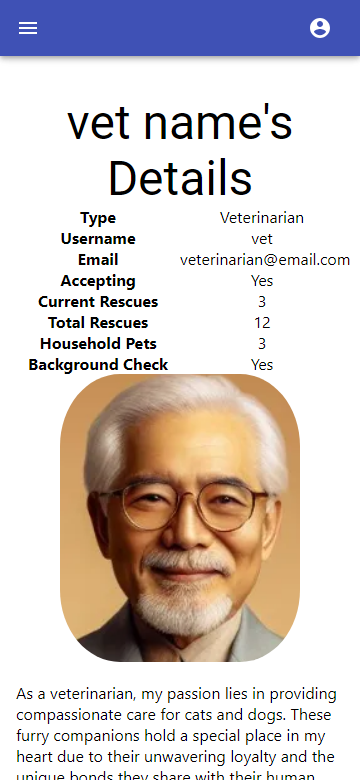 vet name's
Details
Type Veterinarian
Username vet
Email veterinarian@email.com
Accepting Yes
Current Rescues 3
Total Rescues 12
Household Pets 3
Background Check Yes
As a veterinarian, my passion lies in providing
compassionate care for cats and dogs. These
furry companions hold a special place in my
heart due to their unwavering loyalty and the
unique bonds they share with their human